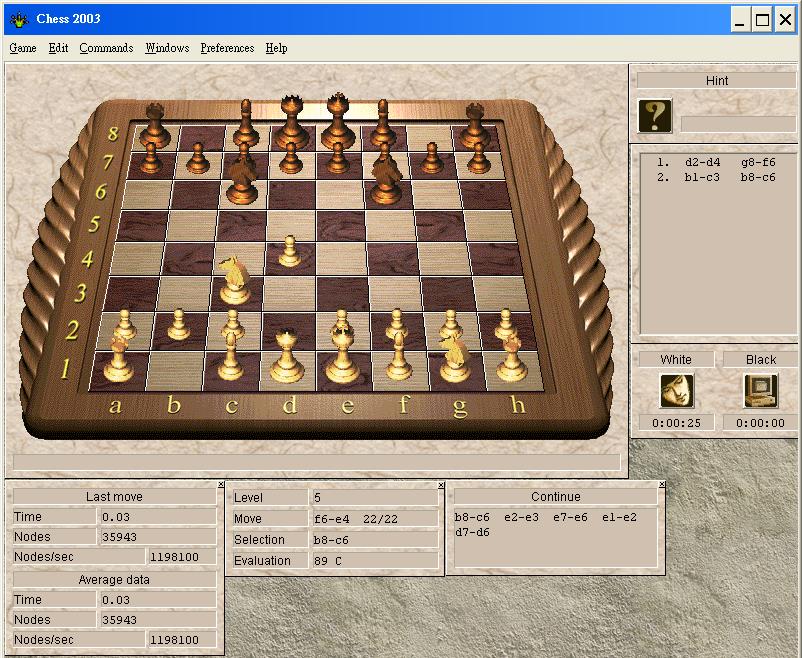 Chess 2003
Game Edit Commands Windows Preferences Help
8
7
6
5
4
3
2
1
a b c d e f g h
Hint
?
1. d2-d4 g8-f6
2. b1-c3 b8-c6
White Black
0:00:25 0:00:00
Last move
Time 0.03
Nodes 35943
Nodes/sec 1198100
Average data
Time 0.03
Nodes 35943
Nodes/sec 1198100
Level 5
Move f6-e4 22/22
Selection b8-c6
Evaluation 89 C
Continue
b8-c6 e2-e3 e7-e6 e1-e2
d7-d6